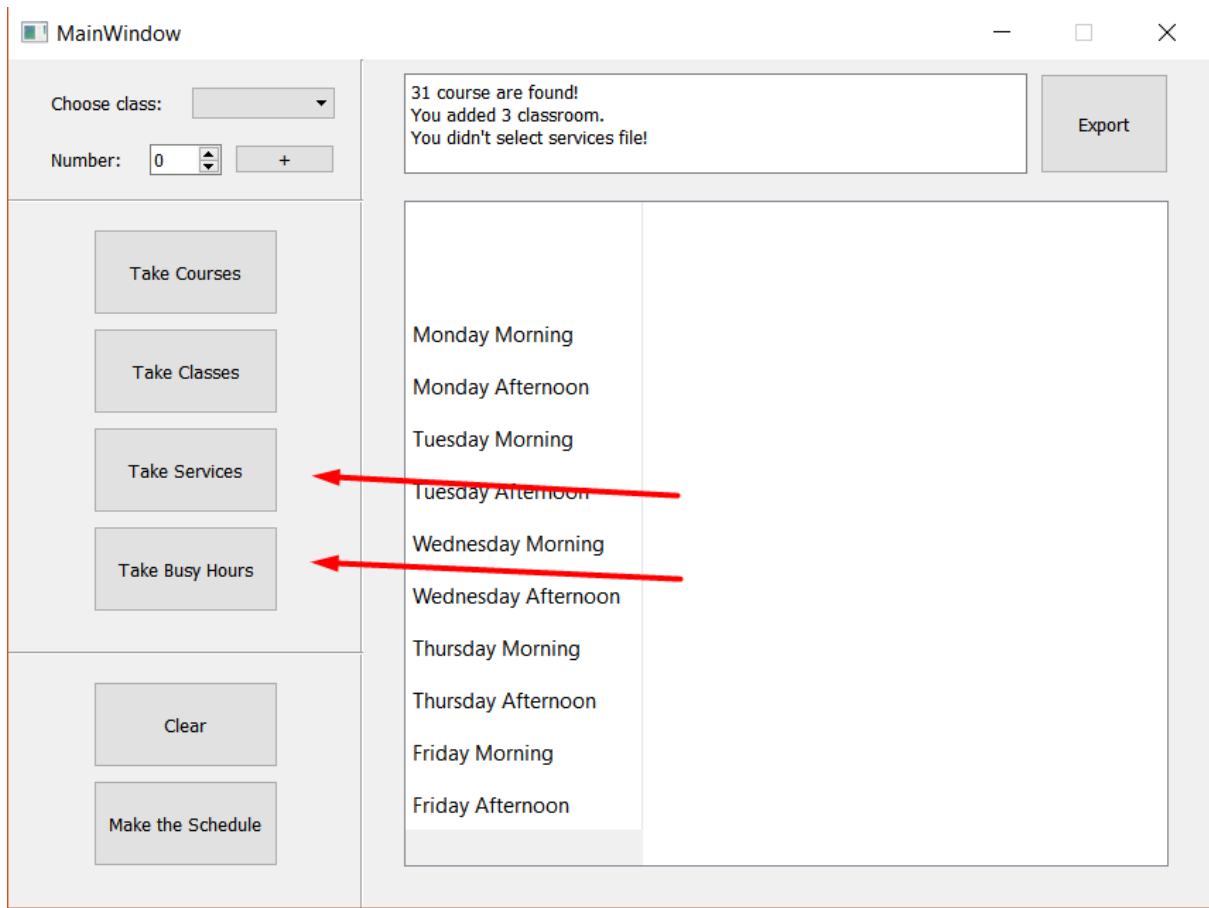 MainWindow
Choose class:
Number: 0 +
31 course are found!
You added 3 classroom.
You didn't select services file!
Export
Take Courses
Take Classes
Take Services
Take Busy Hours
Clear
Make the Schedule
Monday Morning
Monday Afternoon
Tuesday Morning
Tuesday Afternoon
Wednesday Morning
Wednesday Afternoon
Thursday Morning
Thursday Afternoon
Friday Morning
Friday Afternoon